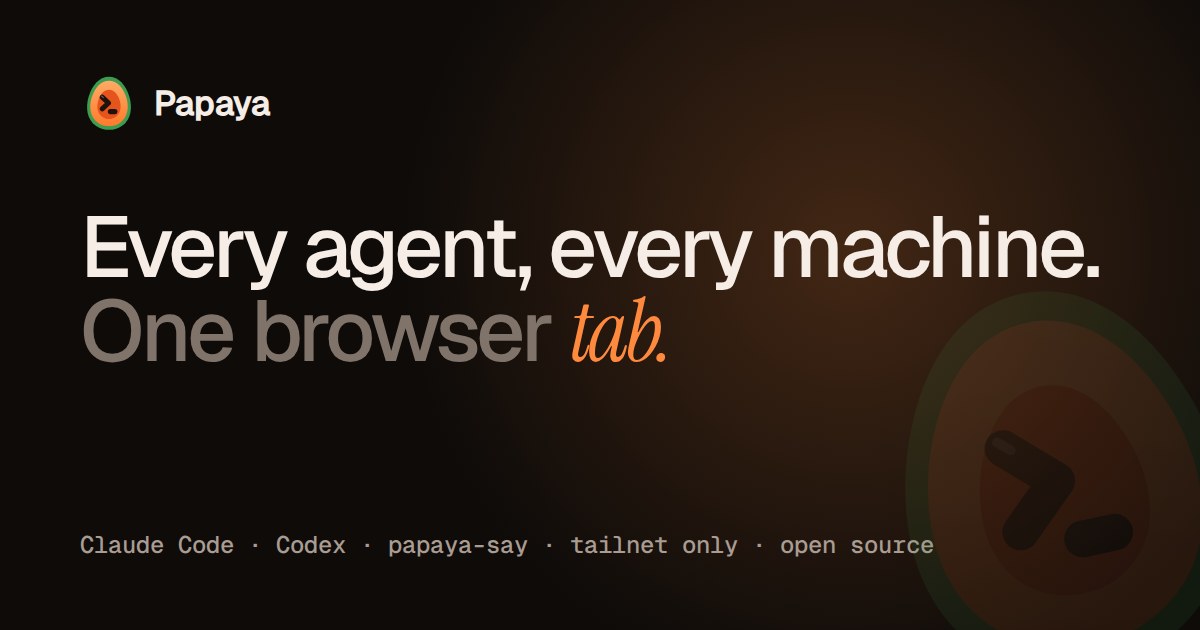 Papaya
Every agent, every machine.
One browser tab.
Claude Code · Codex · papaya-say · tailnet only · open source